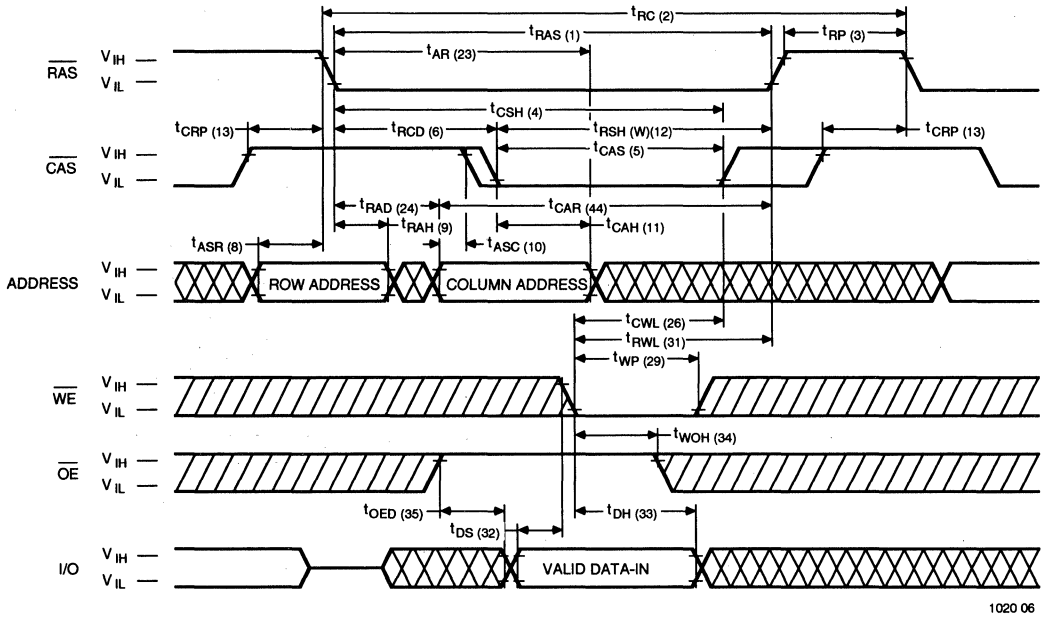 tRC (2)
tRAS (1)
tRP (3)
tAR (23)
RAS
VIH
VIL
tCSH (4)
tCRP (13)
tRCD (6)
tRSH (W)(12)
tCRP (13)
tCAS (5)
CAS
VIH
VIL
tRAD (24)
tCAR (44)
tRAH (9)
tCAH (11)
tASR (8)
tASC (10)
ADDRESS
VIH
VIL
ROW ADDRESS
COLUMN ADDRESS
tCWL (26)
tRWL (31)
tWP (29)
WE
VIH
VIL
tWOH (34)
OE
VIH
VIL
tOED (35)
tDH (33)
tDS (32)
I/O
VIH
VIL
VALID DATA-IN
1020 06